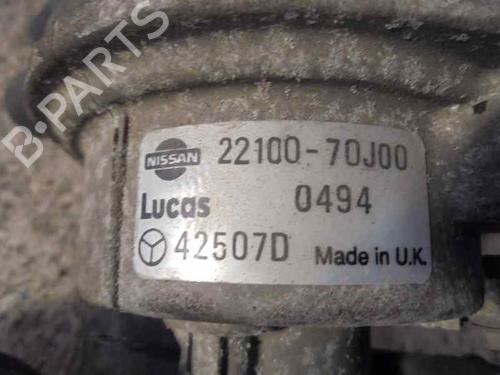 B-PARTS
NISSAN 22100-70J00
Lucas 0494
42507D Made in U.K.